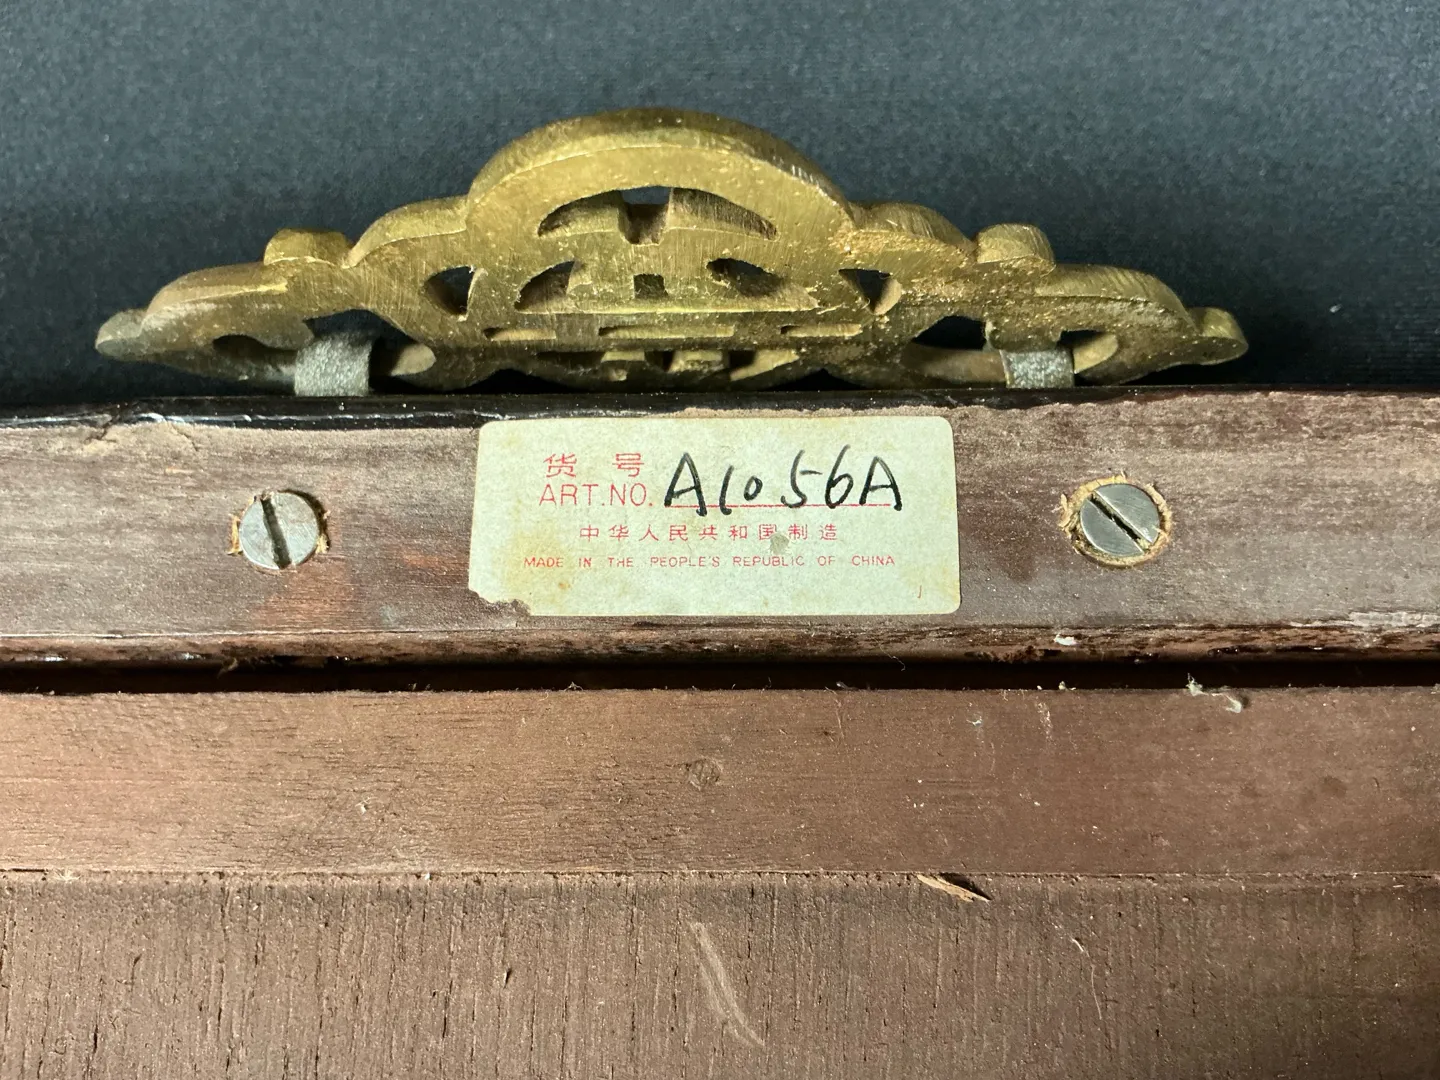 货号
ART.NO. A1056A
中华人民共和国制造
MADE IN THE PEOPLE'S REPUBLIC OF CHINA